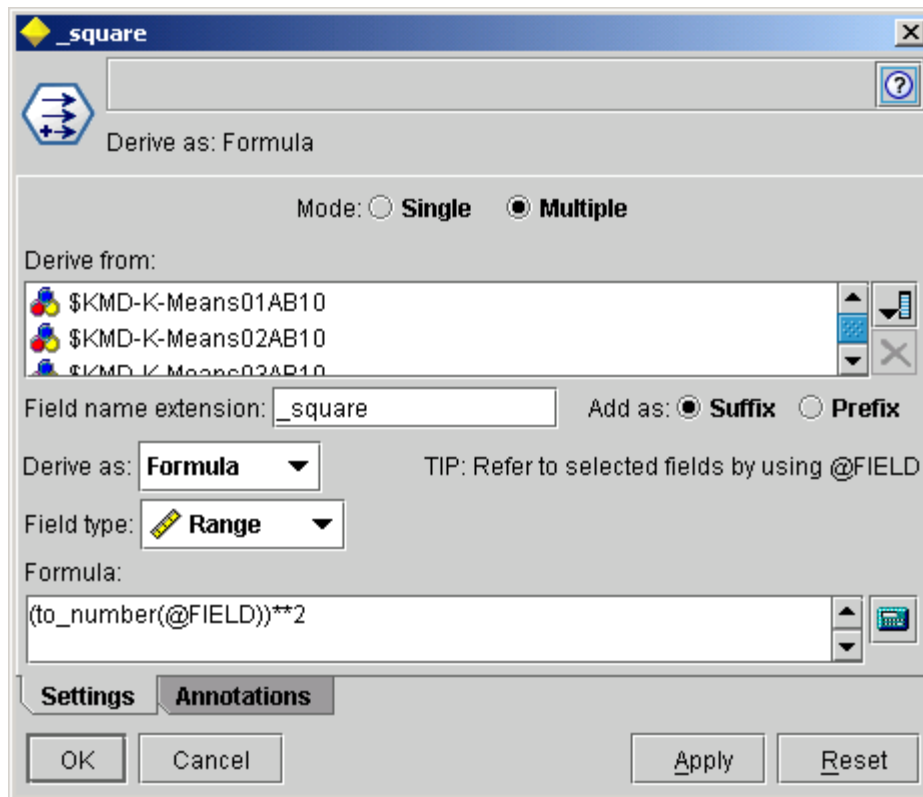 _square
Derive as: Formula
Mode: Single Multiple
Derive from:
$KMD-K-Means01AB10
$KMD-K-Means02AB10
$KMD-K-Means03AB10
Field name extension: _square Add as: Suffix Prefix
Derive as: Formula TIP: Refer to selected fields by using @FIELD
Field type: Range
Formula:
(to_number(@FIELD))**2
Settings Annotations
OK Cancel Apply Reset